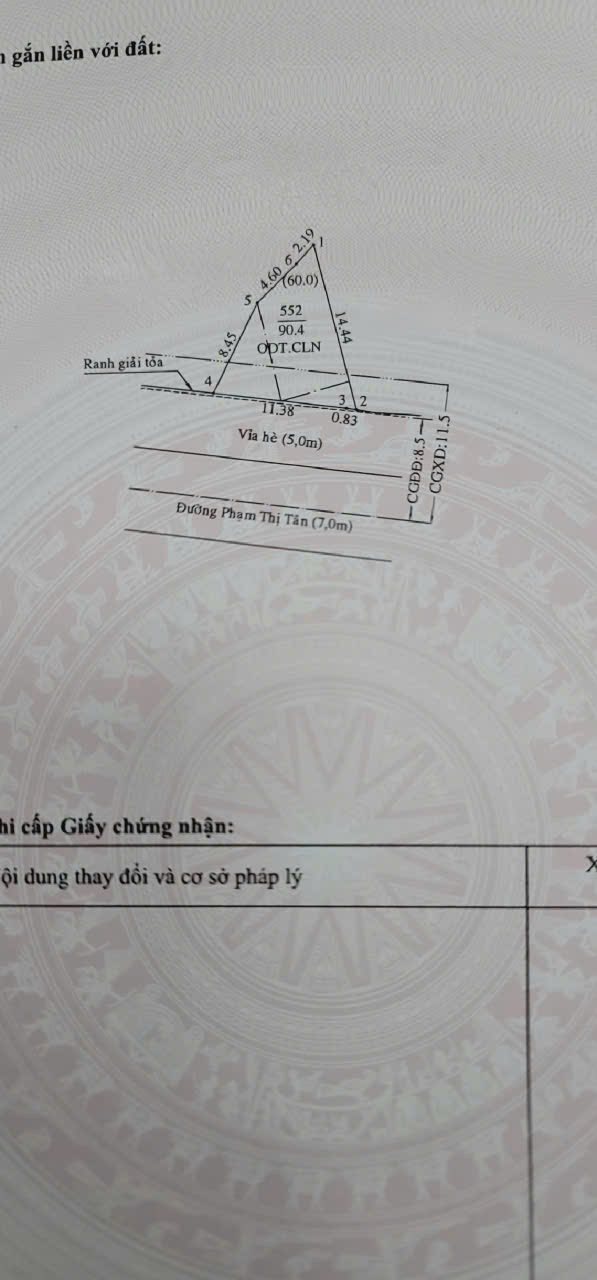 gắn liền với đất:
2.19
1
6
4.60
(60.0)
5
552
90.4
ODT.CLN
14.44
8.45
Ranh giải tỏa
4
11.38
3
2
0.83
Vỉa hè (5,0m)
CGĐĐ:8.5
CGXD:11.5
Đường Phạm Thị Tân (7,0m)
hi cấp Giấy chứng nhận:
ội dung thay đổi và cơ sở pháp lý
X